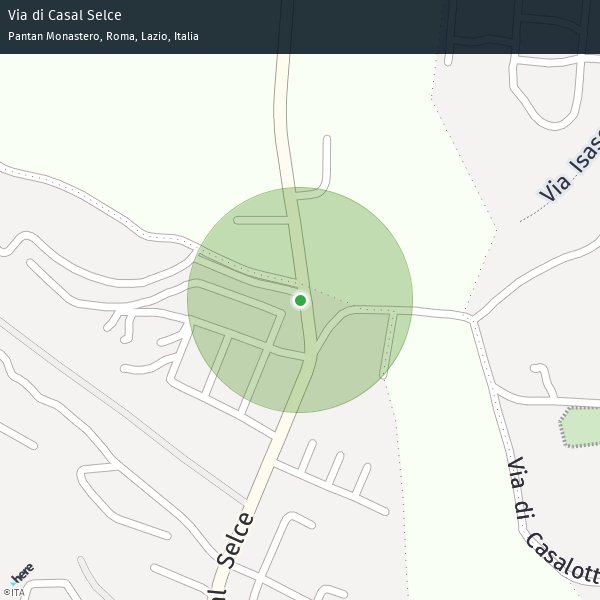 Via di Casal Selce
Pantan Monastero, Roma, Lazio, Italia
Via Isas
Via di Casalott
al Selce
here
©ITA